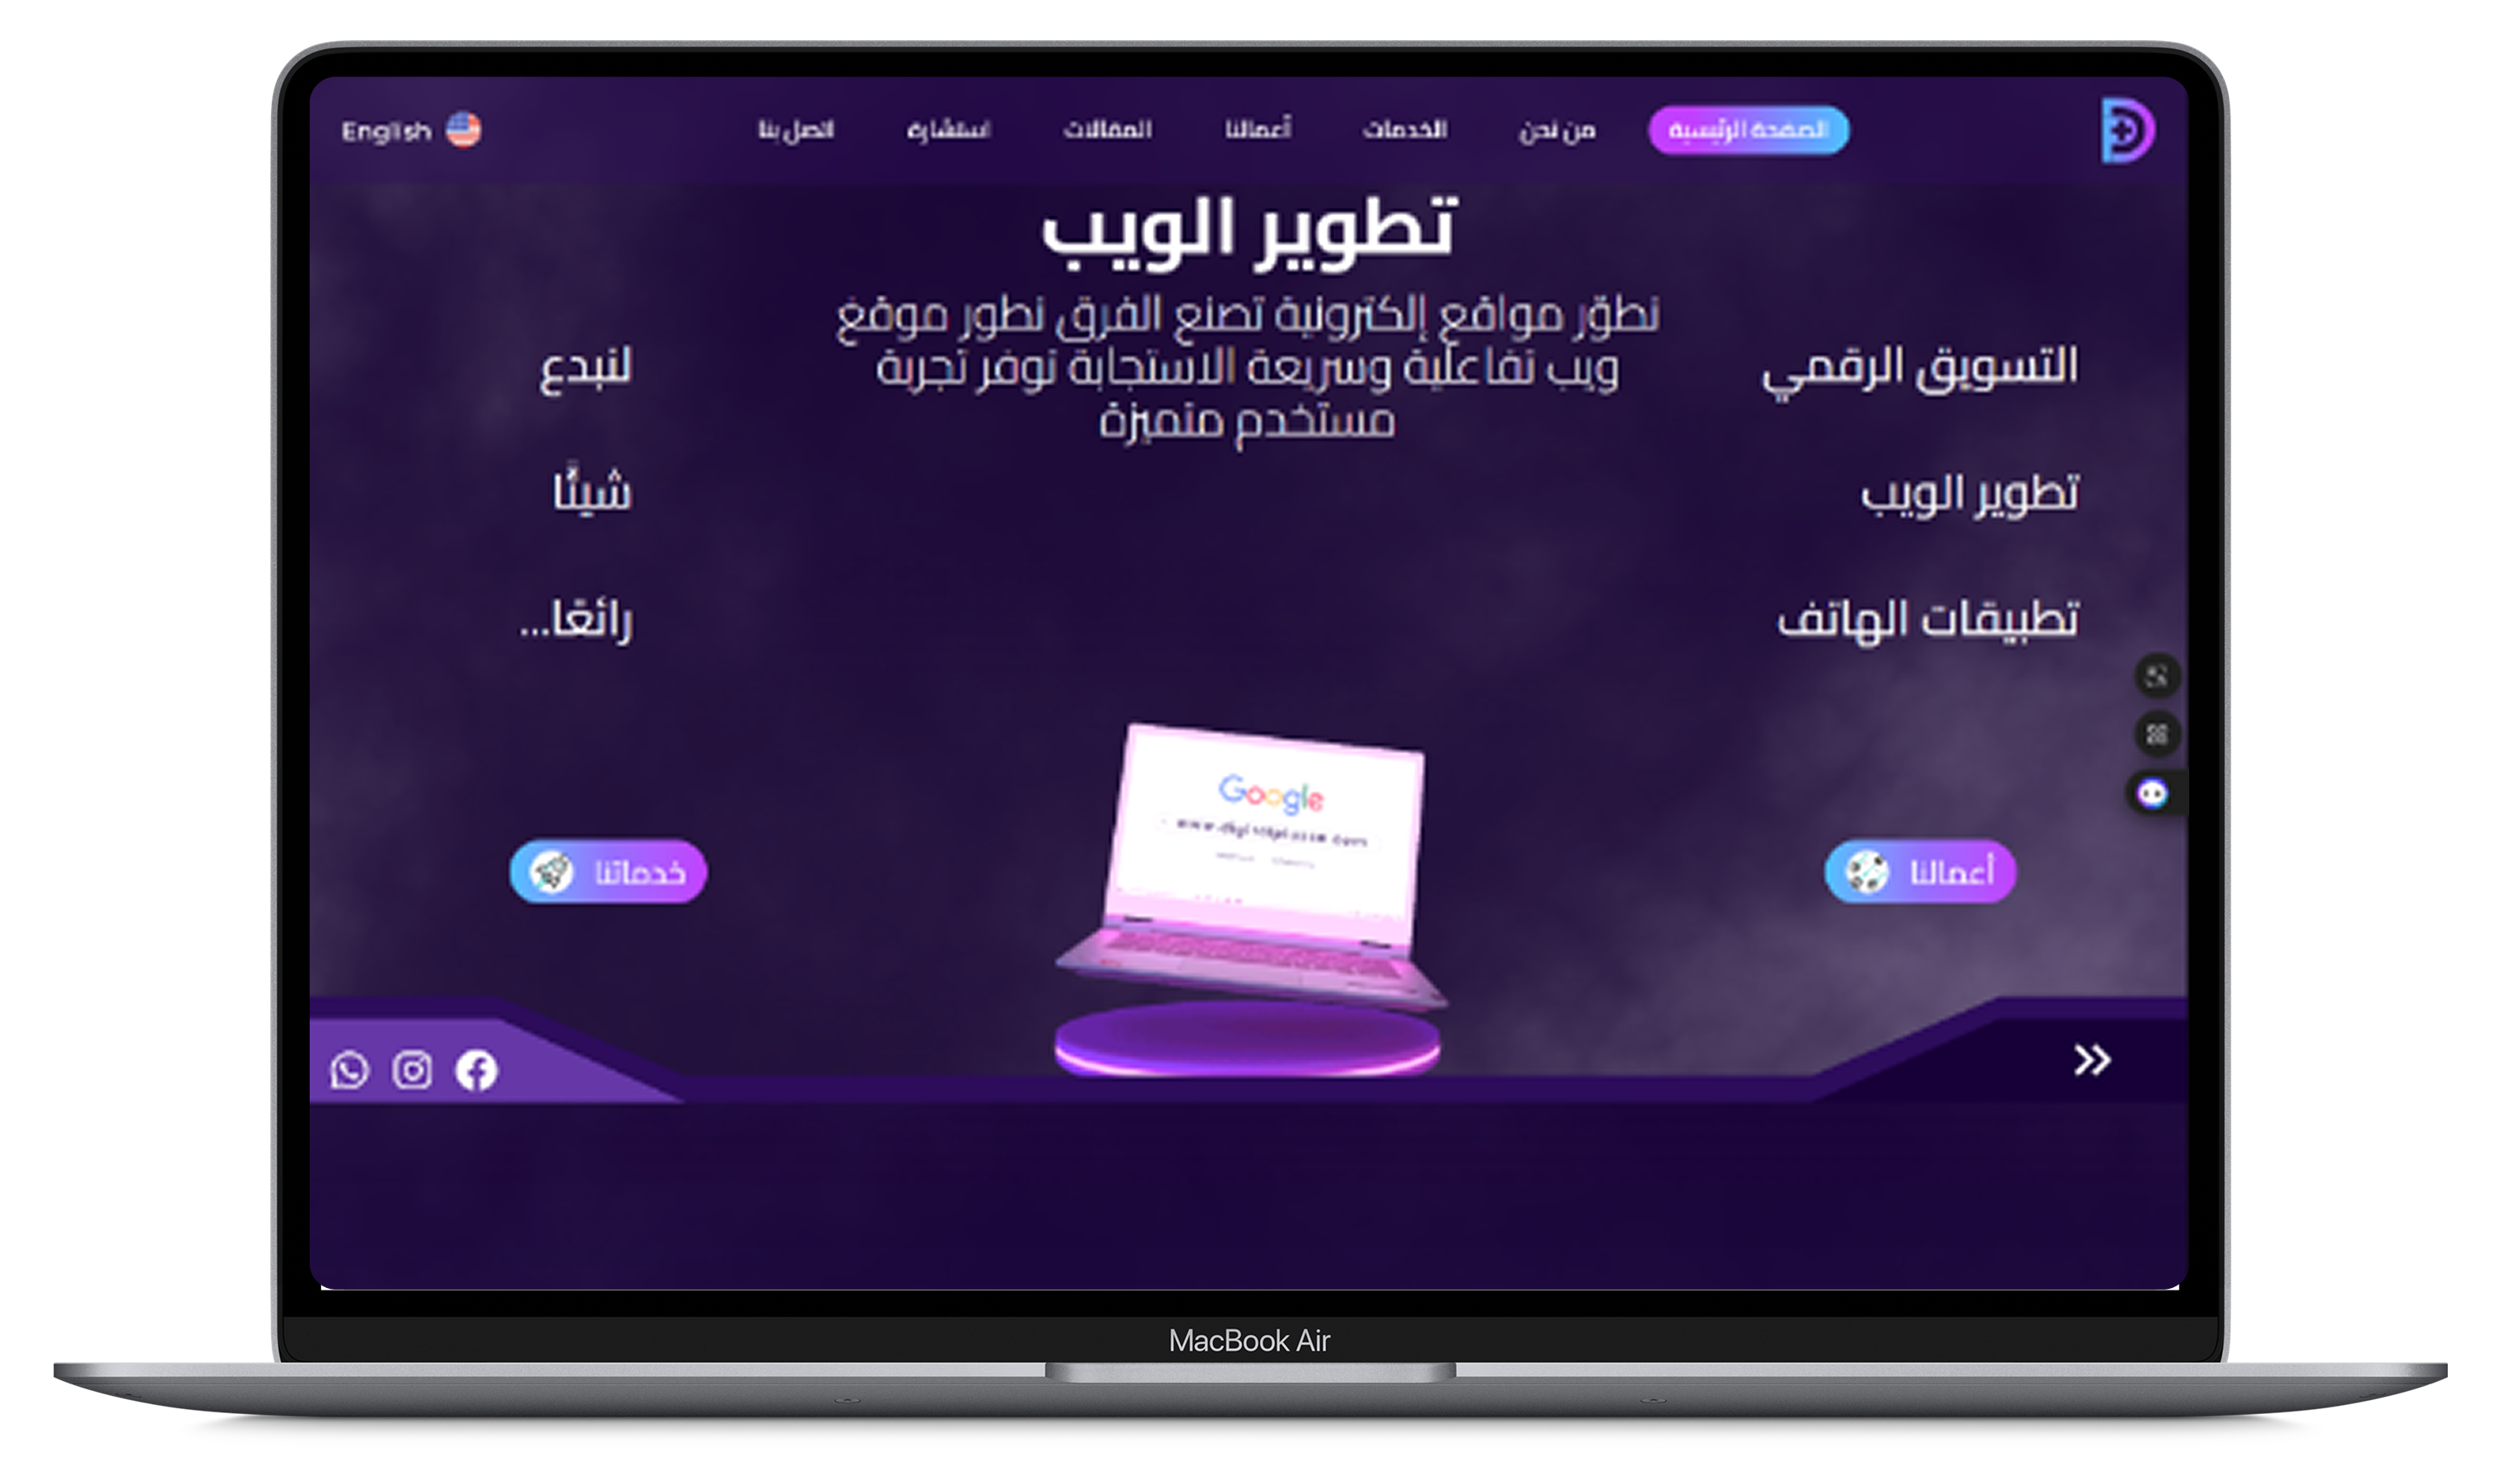 الصفحة الرئيسية
من نحن
الخدمات
أعمالنا
المقالات
استشارة
اتصل بنا
English
تطوير الويب
نطوّر مواقع إلكترونية تصنع الفرق نطور موقغ
ويب تفاعلية وسريعة الاستجابة توفر تجربة
مستخدم متميزة
التسويق الرقمي
تطوير الويب
تطبيقات الهاتف
لنبدع
شيئًا
رائعًا...
Google
أعمالنا
خدماتنا
MacBook Air